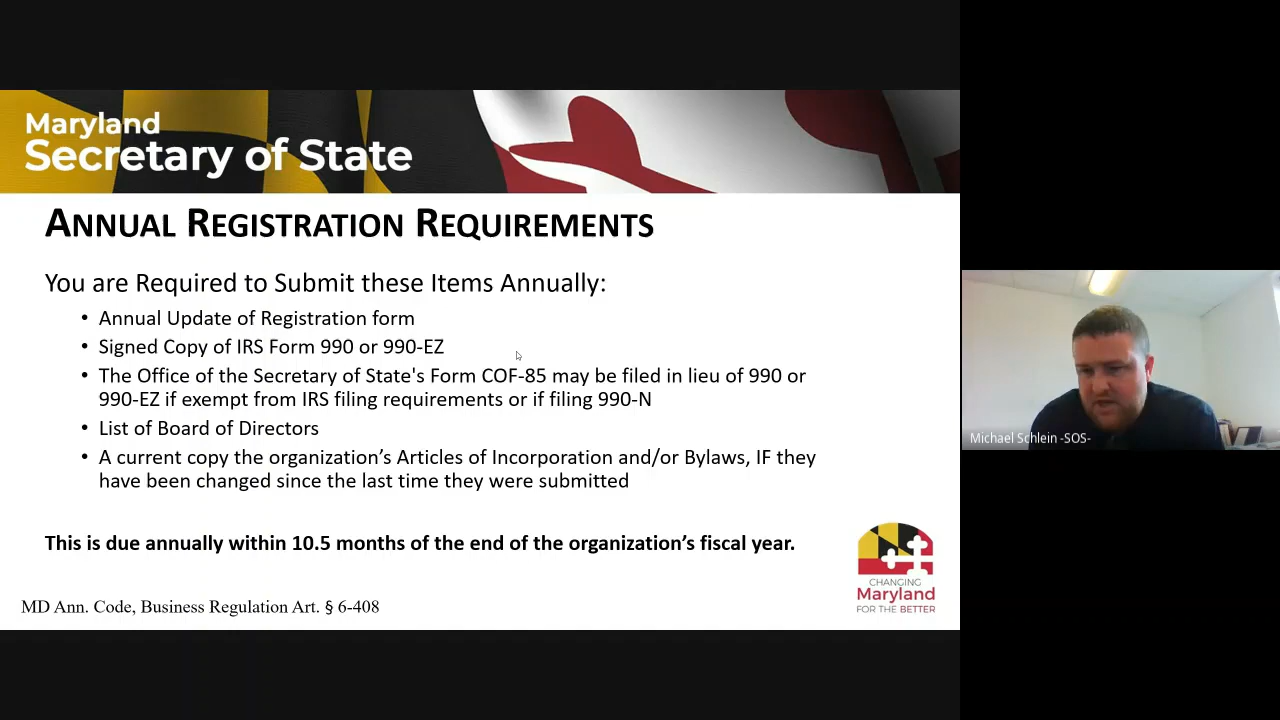 Maryland
Secretary of State
ANNUAL REGISTRATION REQUIREMENTS
You are Required to Submit these Items Annually:
• Annual Update of Registration form
• Signed Copy of IRS Form 990 or 990-EZ
• The Office of the Secretary of State's Form COF-85 may be filed in lieu of 990 or
990-EZ if exempt from IRS filing requirements or if filing 990-N
• List of Board of Directors
• A current copy the organization’s Articles of Incorporation and/or Bylaws, IF they
have been changed since the last time they were submitted
This is due annually within 10.5 months of the end of the organization’s fiscal year.
MD Ann. Code, Business Regulation Art. § 6-408
CHANGING
Maryland
FOR THE BETTER
Michael Schlein -SOS-